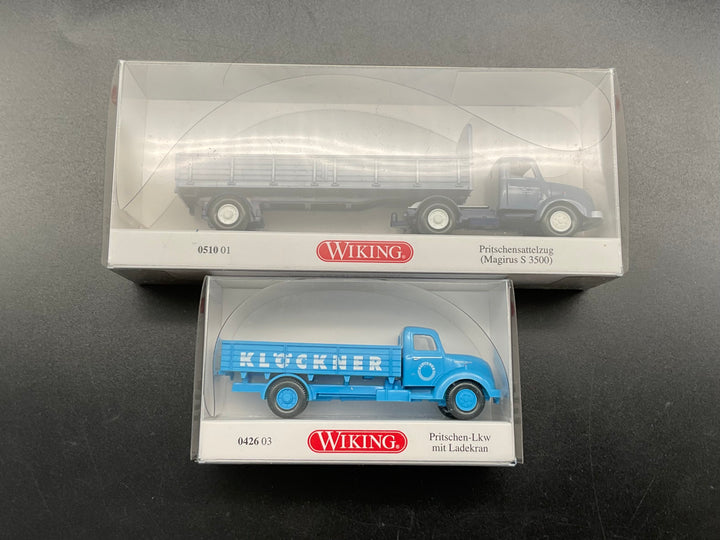 0510 01
WIKING®
Pritschensattelzug
(Magirus S 3500)
KLÖCKNER
0426 03
WIKING®
Pritschen-Lkw
mit Ladekran